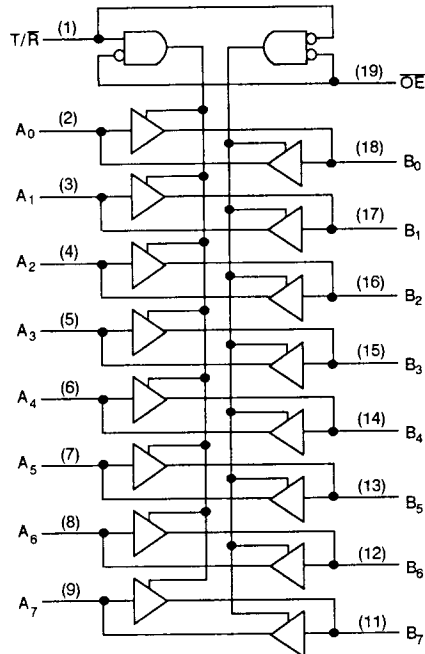 T/R̅ (1)
(19) O̅E̅
A₀ (2)
(18) B₀
A₁ (3)
(17) B₁
A₂ (4)
(16) B₂
A₃ (5)
(15) B₃
A₄ (6)
(14) B₄
A₅ (7)
(13) B₅
A₆ (8)
(12) B₆
A₇ (9)
(11) B₇